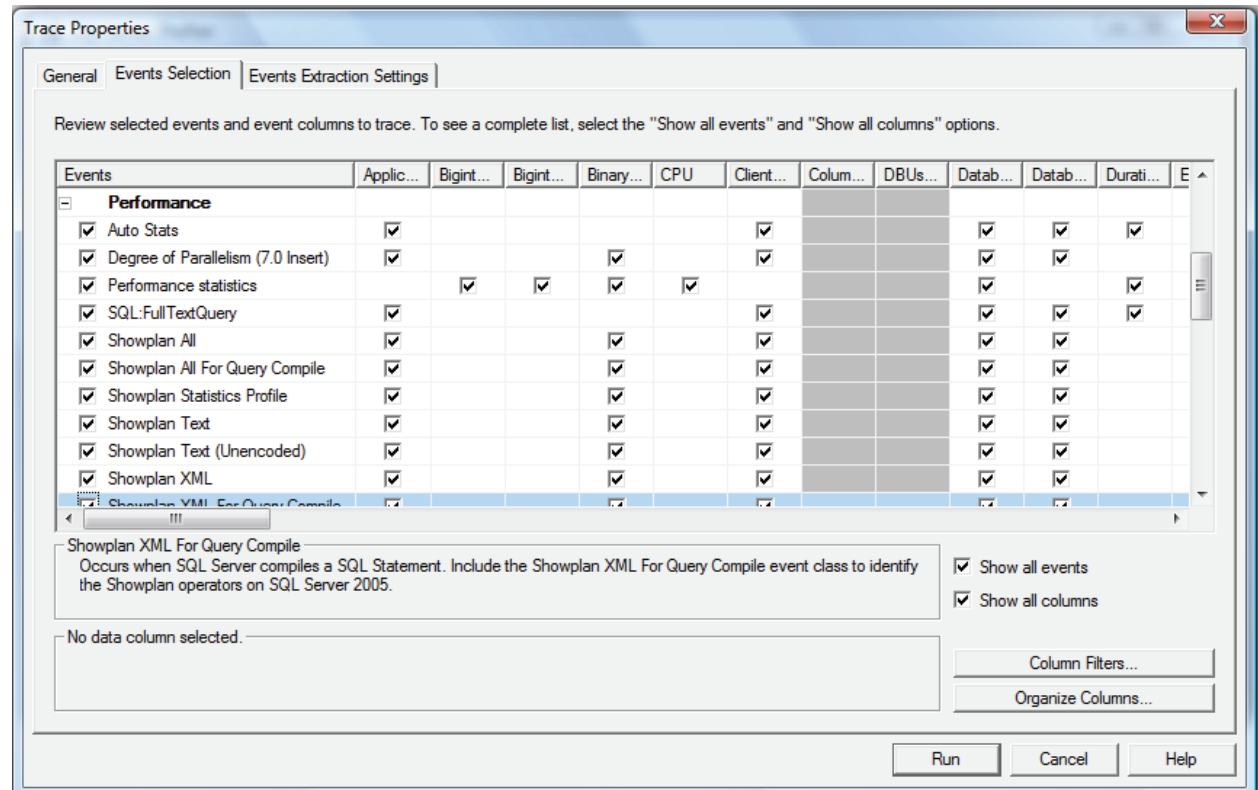 Trace Properties
General Events Selection Events Extraction Settings
Review selected events and event columns to trace. To see a complete list, select the "Show all events" and "Show all columns" options.
Events Applic... Bigint... Bigint... Binary... CPU Client... Colum... DBUs... Datab... Datab... Durati... E
Performance
Auto Stats
Degree of Parallelism (7.0 Insert)
Performance statistics
SQL:FullTextQuery
Showplan All
Showplan All For Query Compile
Showplan Statistics Profile
Showplan Text
Showplan Text (Unencoded)
Showplan XML
Showplan XML For Query Compile
Showplan XML For Query Compile
Occurs when SQL Server compiles a SQL Statement. Include the Showplan XML For Query Compile event class to identify
the Showplan operators on SQL Server 2005.
Show all events
Show all columns
No data column selected.
Column Filters...
Organize Columns...
Run Cancel Help